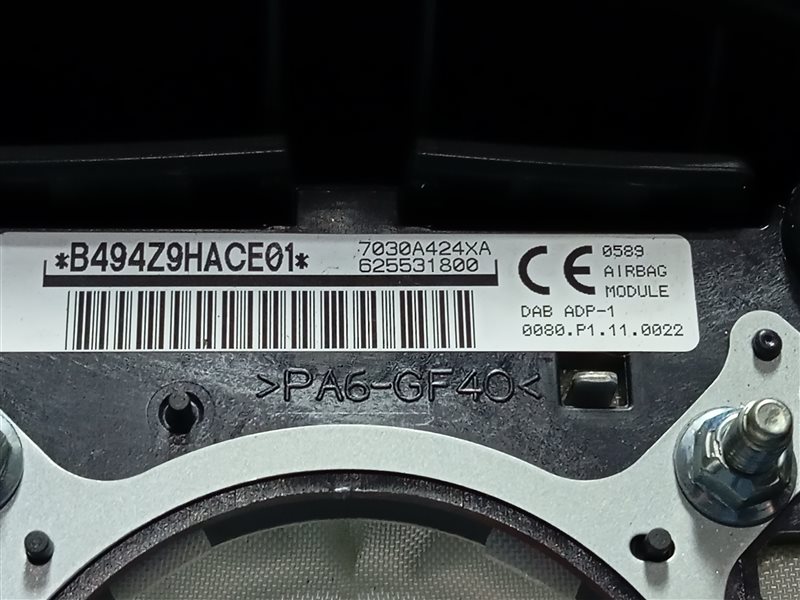 *B494Z9HACE01*
7030A424XA
625531800
CE 0589
AIRBAG
MODULE
DAB ADP-1
0080.P1.11.0022
>PA6-GF40<